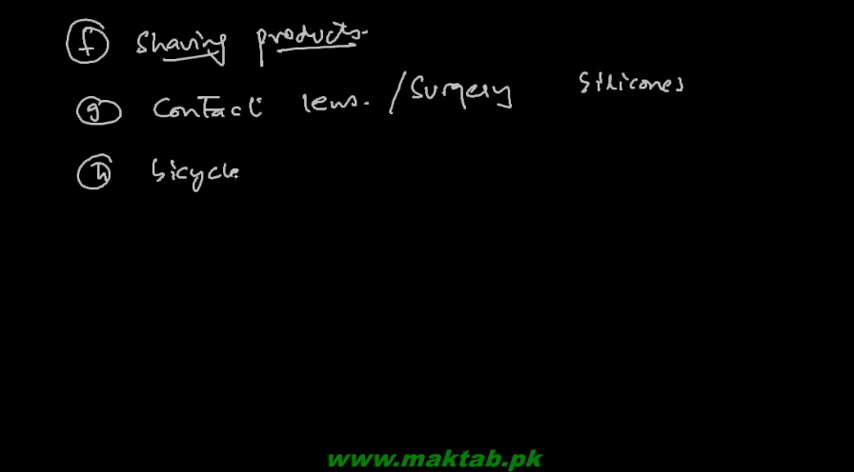 (f) Shaving products.
(g) Contact lens. / Surgery silicones
(h) bicycle
www.maktab.pk